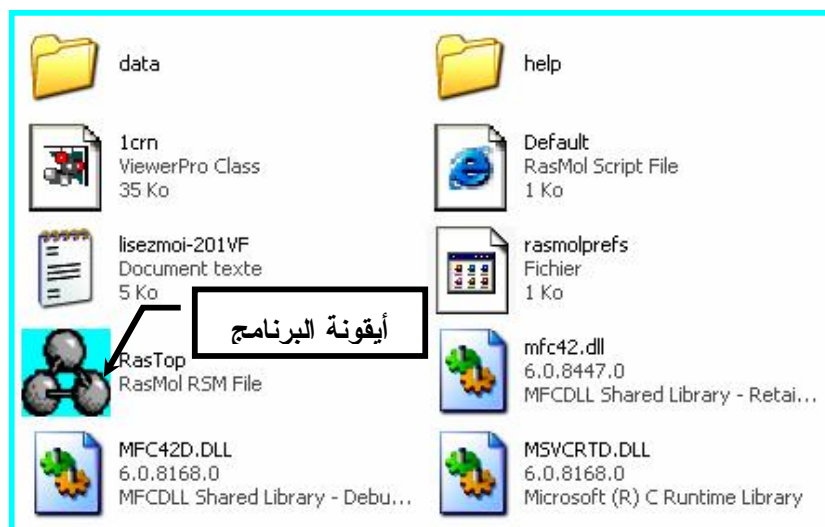 data
help
1crn
ViewerPro Class
35 Ko
Default
RasMol Script File
1 Ko
lisezmoi-201VF
Document texte
5 Ko
rasmolprefs
Fichier
1 Ko
أيقونة البرنامج
RasTop
RasMol RSM File
mfc42.dll
6.0.8447.0
MFCDLL Shared Library - Retai...
MFC42D.DLL
6.0.8168.0
MFCDLL Shared Library - Debu...
MSVCRTD.DLL
6.0.8168.0
Microsoft (R) C Runtime Library